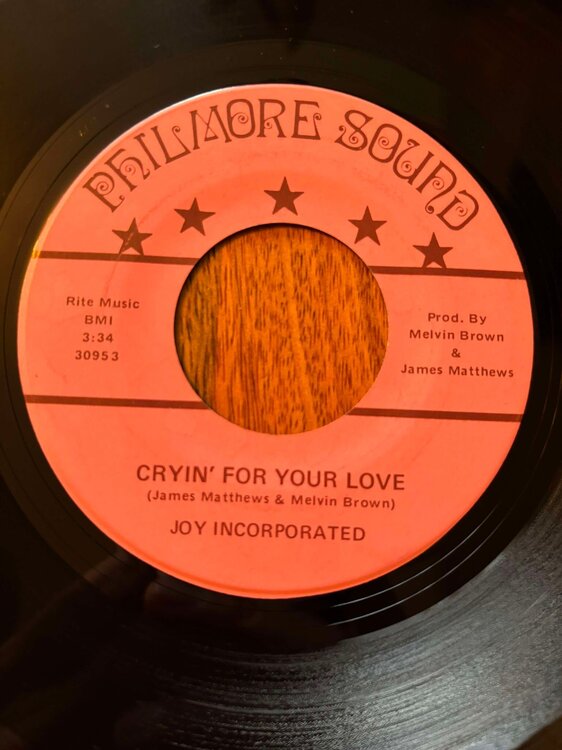 PHILMORE SOUND
Rite Music
BMI
3:34
30953
Prod. By
Melvin Brown
&
James Matthews
CRYIN' FOR YOUR LOVE
(James Matthews & Melvin Brown)
JOY INCORPORATED